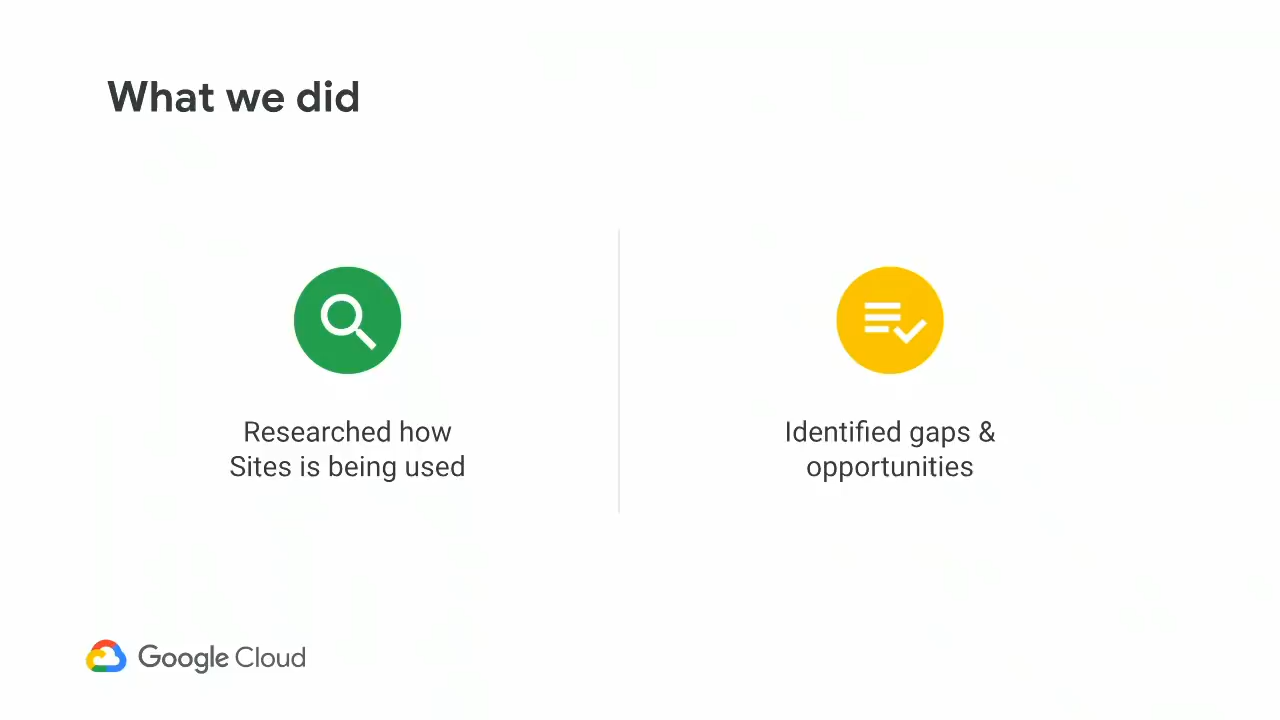 What we did
Researched how
Sites is being used
Identified gaps &
opportunities
Google Cloud